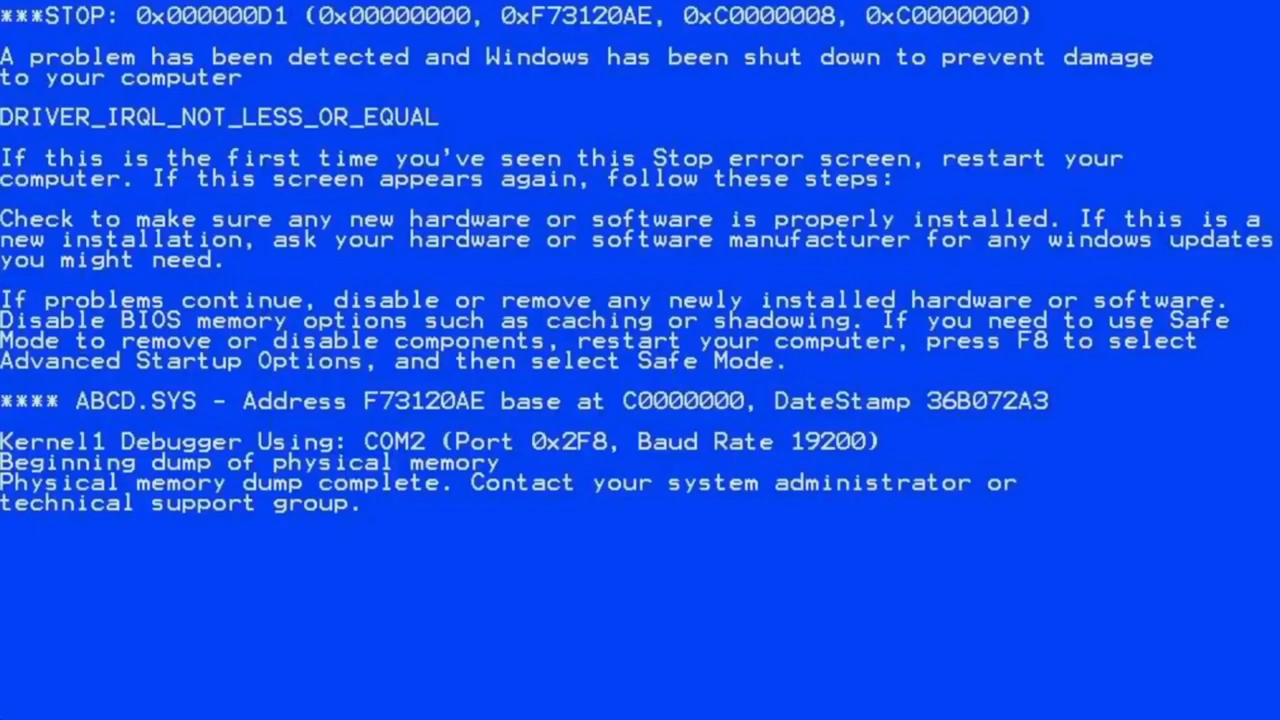 ***STOP: 0x000000D1 (0x00000000, 0xF73120AE, 0xC0000008, 0xC0000000)
A problem has been detected and Windows has been shut down to prevent damage
to your computer
DRIVER_IRQL_NOT_LESS_OR_EQUAL
If this is the first time you've seen this Stop error screen, restart your
computer. If this screen appears again, follow these steps:
Check to make sure any new hardware or software is properly installed. If this is a
new installation, ask your hardware or software manufacturer for any windows updates
you might need.
If problems continue, disable or remove any newly installed hardware or software.
Disable BIOS memory options such as caching or shadowing. If you need to use Safe
Mode to remove or disable components, restart your computer, press F8 to select
Advanced Startup Options, and then select Safe Mode.
**** ABCD.SYS - Address F73120AE base at C0000000, DateStamp 36B072A3
Kernel1 Debugger Using: COM2 (Port 0x2F8, Baud Rate 19200)
Beginning dump of physical memory
Physical memory dump complete. Contact your system administrator or
technical support group.